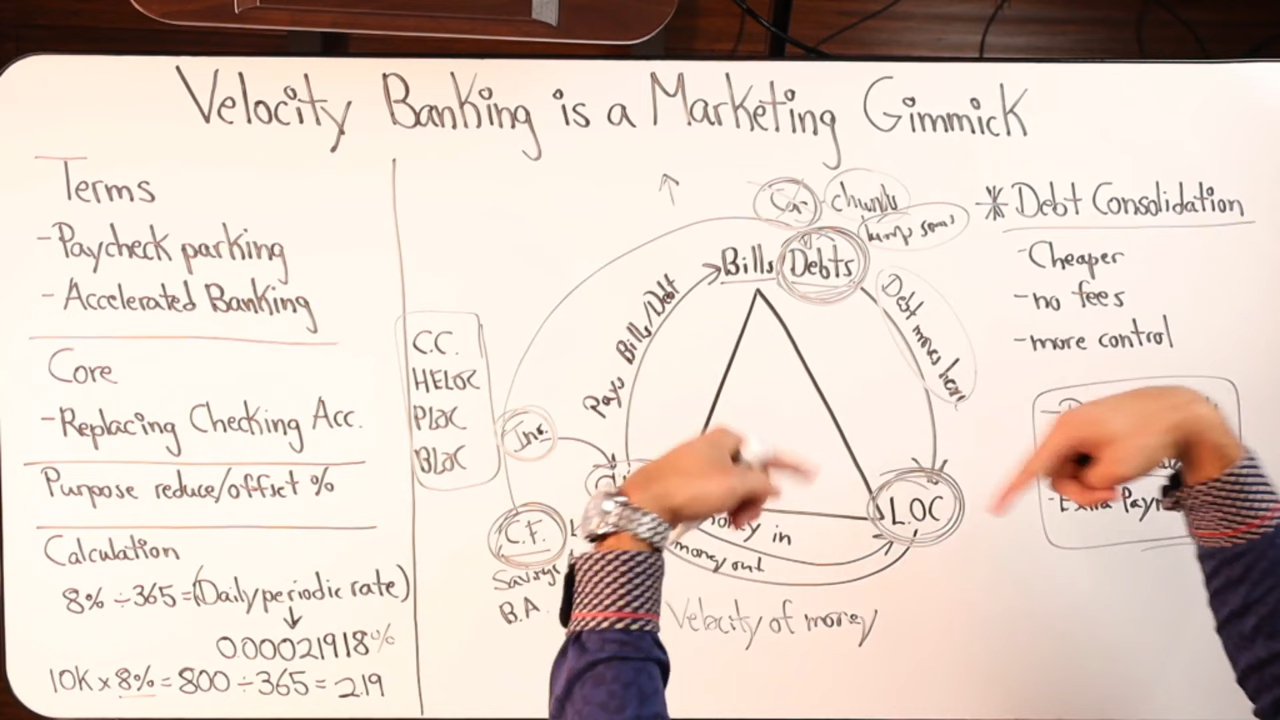 Velocity Banking is a Marketing Gimmick
Terms
-Paycheck parking
-Accelerated Banking
Core
-Replacing Checking Acc.
Purpose reduce/offset %
Calculation
8% ÷365=(Daily periodic rate)
0.00021918%
10K x 8% = 800 ÷365= 2.19
C.C.
HELOC
PLOC
BLOC
Car
chunks
lump sums
Bills
Debts
Pays Bills/Debt
Debt moves here
Inc.
C.F.
Savings
B.A.
LOC
in
money out
Velocity of money
* Debt Consolidation
-Cheaper
-no fees
-more control
-Extra